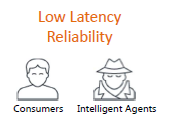 Low Latency
Reliability
Consumers Intelligent Agents